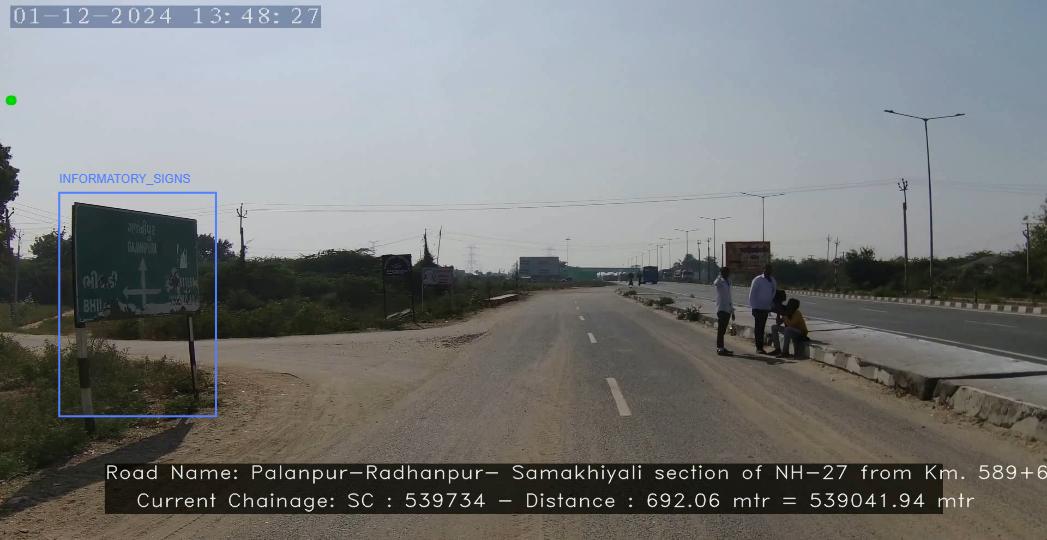 01-12-2024 13:48:27
INFORMATORY_SIGNS
GAJANPURA
Road Name: Palanpur-Radhanpur- Samakhiyali section of NH-27 from Km. 589+6
Current Chainage: SC : 539734 - Distance : 692.06 mtr = 539041.94 mtr